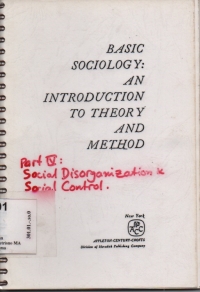 BASIC
SOCIOLOGY:
AN
INTRODUCTION
TO THEORY
AND
METHOD
Part IV:
Social Disorganization &
Social Control.
New York
APPLETON-CENTURY-CROFTS
Division of Meredith Publishing Company